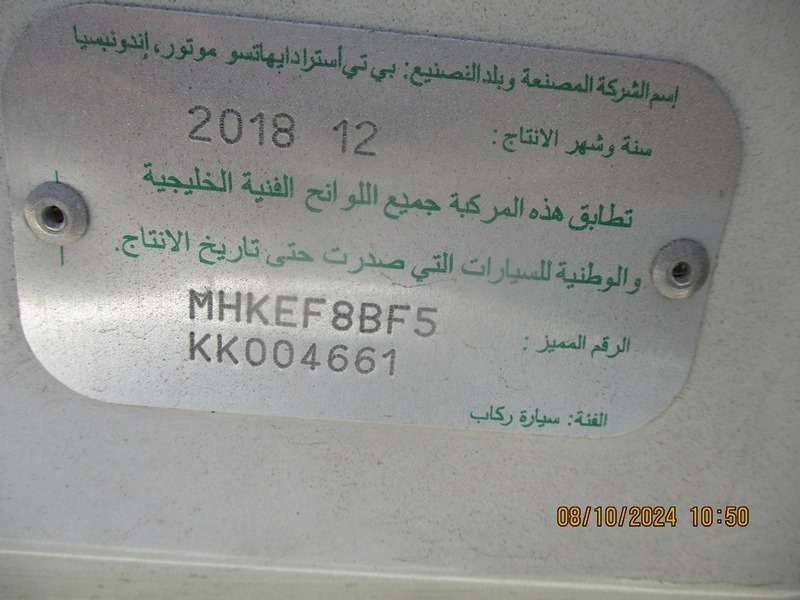 إسم الشركة المصنعة وبلد التصنيع: بي تي أسترا دايهاتسو موتور، إندونيسيا
سنة وشهر الانتاج: 2018 12
تطابق هذه المركبة جميع اللوائح الفنية الخليجية
والوطنية للسيارات التي صدرت حتى تاريخ الانتاج.
الرقم المميز : MHKEF8BF5
KK004661
الفئة: سيارة ركاب
08/10/2024 10:50